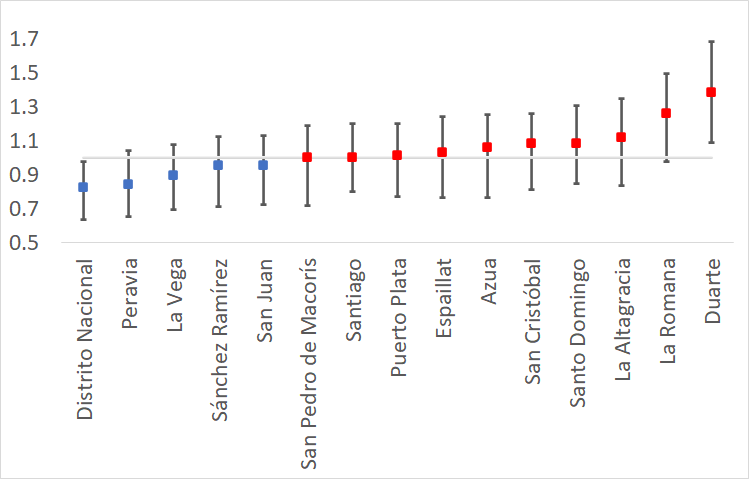 1.7
1.5
1.3
1.1
0.9
0.7
0.5
Distrito Nacional
Peravia
La Vega
Sánchez Ramírez
San Juan
San Pedro de Macorís
Santiago
Puerto Plata
Espaillat
Azua
San Cristóbal
Santo Domingo
La Altagracia
La Romana
Duarte